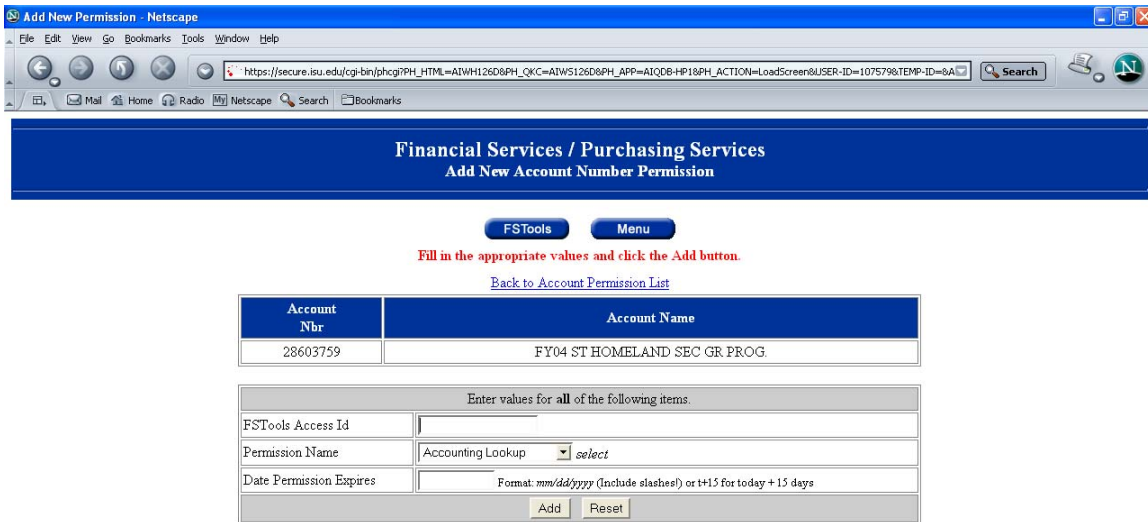 Add New Permission - Netscape
File Edit View Go Bookmarks Tools Window Help
https://secure.isu.edu/cgi-bin/phcgi?PH_HTML=AIWH126D&PH_QKC=AIWS126D&PH_APP=AIQDB-HP1&PH_ACTION=LoadScreen&USER-ID=107579&TEMP-ID=&A Search N
Mail Home Radio My Netscape Search Bookmarks
Financial Services / Purchasing Services
Add New Account Number Permission
FSTools Menu
Fill in the appropriate values and click the Add button.
Back to Account Permission List
Account Nbr Account Name
28603759 FY04 ST HOMELAND SEC GR PROG.
Enter values for all of the following items.
FSTools Access Id
Permission Name Accounting Lookup select
Date Permission Expires Format: mm/dd/yyyy (Include slashes!) or t+15 for today + 15 days
Add Reset